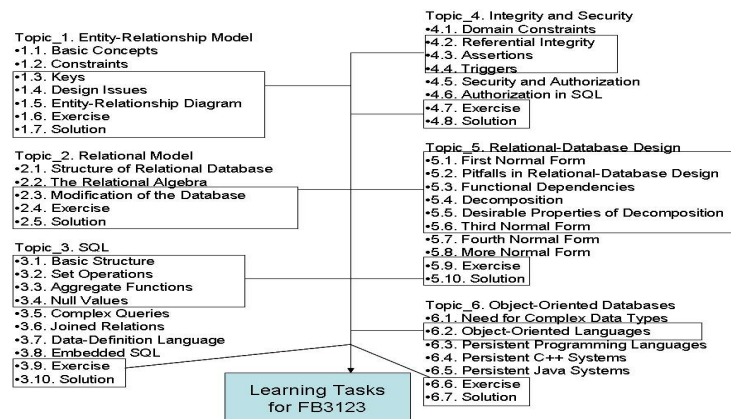 Topic_1. Entity-Relationship Model
•1.1. Basic Concepts
•1.2. Constraints
•1.3. Keys
•1.4. Design Issues
•1.5. Entity-Relationship Diagram
•1.6. Exercise
•1.7. Solution
Topic_2. Relational Model
•2.1. Structure of Relational Database
•2.2. The Relational Algebra
•2.3. Modification of the Database
•2.4. Exercise
•2.5. Solution
Topic_3. SQL
•3.1. Basic Structure
•3.2. Set Operations
•3.3. Aggregate Functions
•3.4. Null Values
•3.5. Complex Queries
•3.6. Joined Relations
•3.7. Data-Definition Language
•3.8. Embedded SQL
•3.9. Exercise
•3.10. Solution
Topic_4. Integrity and Security
•4.1. Domain Constraints
•4.2. Referential Integrity
•4.3. Assertions
•4.4. Triggers
•4.5. Security and Authorization
•4.6. Authorization in SQL
•4.7. Exercise
•4.8. Solution
Topic_5. Relational-Database Design
•5.1. First Normal Form
•5.2. Pitfalls in Relational-Database Design
•5.3. Functional Dependencies
•5.4. Decomposition
•5.5. Desirable Properties of Decomposition
•5.6. Third Normal Form
•5.7. Fourth Normal Form
•5.8. More Normal Form
•5.9. Exercise
•5.10. Solution
Topic_6. Object-Oriented Databases
•6.1. Need for Complex Data Types
•6.2. Object-Oriented Languages
•6.3. Persistent Programming Languages
•6.4. Persistent C++ Systems
•6.5. Persistent Java Systems
•6.6. Exercise
•6.7. Solution
Learning Tasks
for FB3123